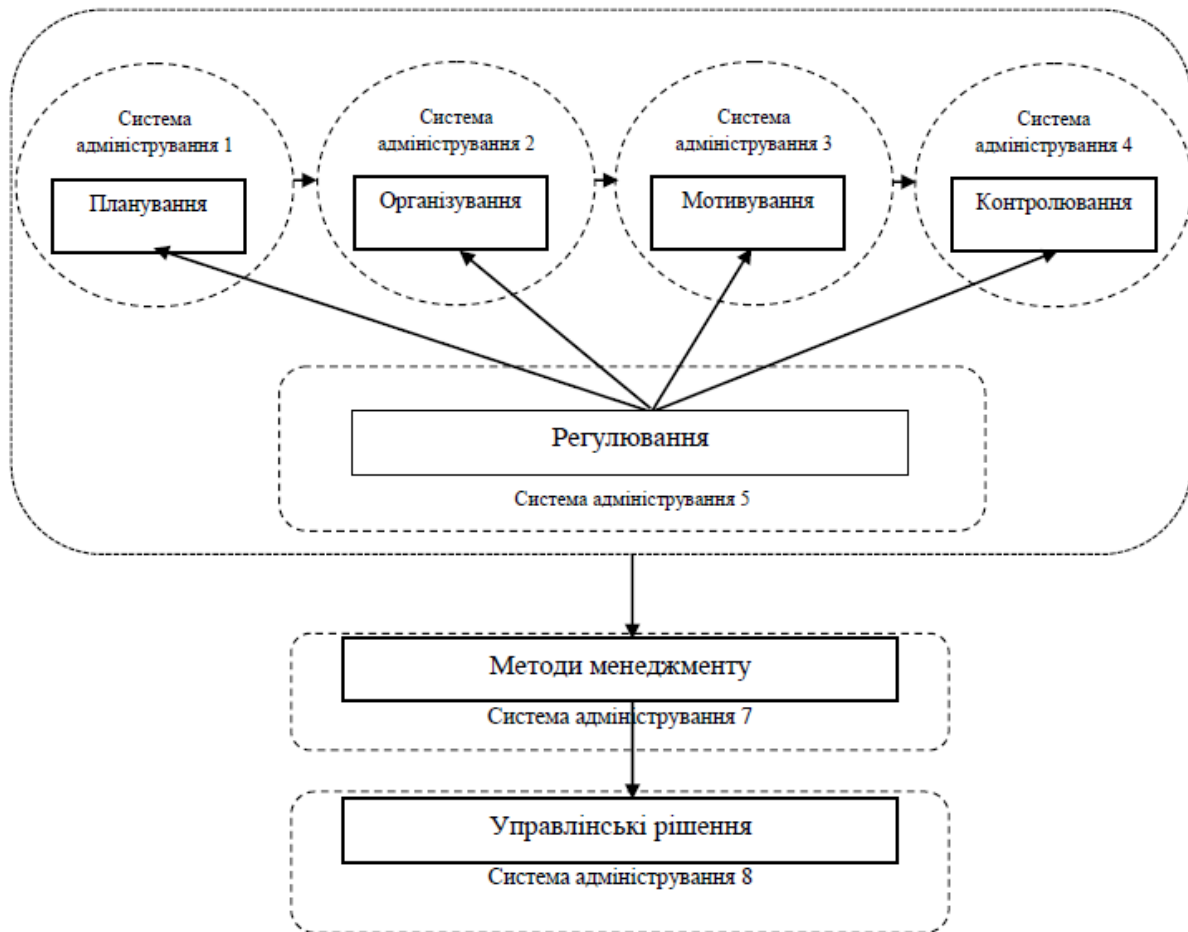 Система
адміністрування 1
Планування
Система
адміністрування 2
Організування
Система
адміністрування 3
Мотивування
Система
адміністрування 4
Контролювання
Регулювання
Система адміністрування 5
Методи менеджменту
Система адміністрування 7
Управлінські рішення
Система адміністрування 8